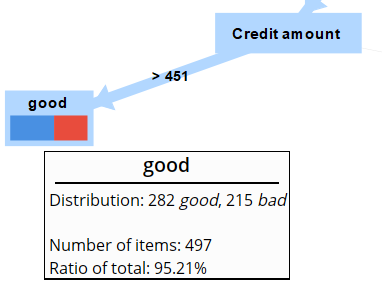 Credit amount
> 451
good
good
Distribution: 282 good, 215 bad
Number of items: 497
Ratio of total: 95.21%